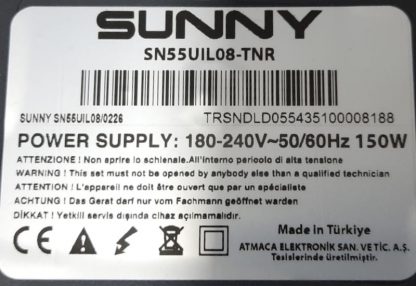 SUNNY
SN55UIL08-TNR
SUNNY SN55UIL08/0226 TRSNDLD055435100008188
POWER SUPPLY: 180-240V~50/60Hz 150W
ATTENZIONE ! Non aprire lo schienale.All'interno pericolo di alta tensione
WARNING ! This set must not be opened by anybody else than a qualified technician
ATTENTION ! L'appareil ne doit être ouvert que par un spécialiste
ACHTUNG ! Das Gerat darf nur vom Fachmann geöffnet warden
DİKKAT ! Yetkili servis dışında cihaz açılmamalıdır.
Made in Türkiye
ATMACA ELEKTRONİK SAN. VE TİC. A.Ş.
Tesislerinde üretilmiştir.